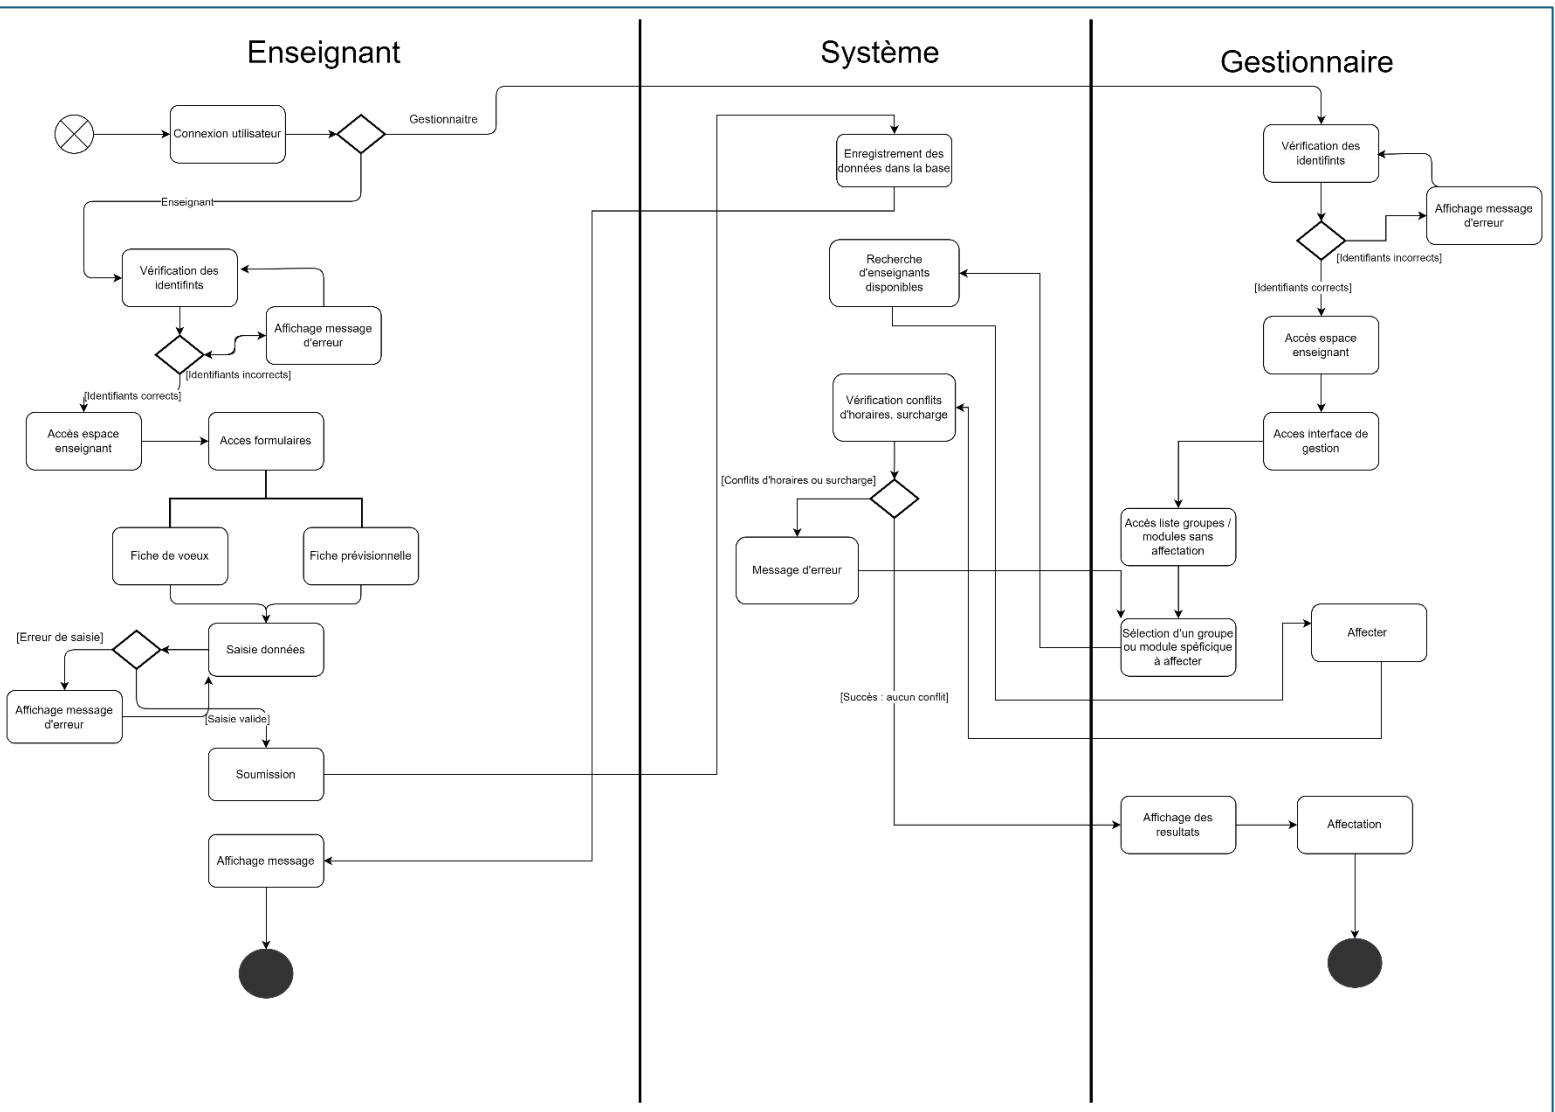 Enseignant
Système
Gestionnaire
Connexion utilisateur
Gestionnaitre
Enseignant
Vérification des
identifints
Affichage message
d'erreur
[Identifiants incorrects]
[Identifiants corrects]
Accès espace
enseignant
Acces formulaires
Fiche de voeux
Fiche prévisionnelle
Saisie données
[Erreur de saisie]
Affichage message
d'erreur
[Saisie valide]
Soumission
Affichage message
Enregistrement des
données dans la base
Recherche
d'enseignants
disponibles
Vérification conflits
d'horaires, surcharge
[Conflits d'horaires ou surcharge]
Message d'erreur
[Succès : aucun conflit]
Vérification des
identifints
Affichage message
d'erreur
[Identifiants incorrects]
[Identifiants corrects]
Accès espace
enseignant
Acces interface de
gestion
Accés liste groupes /
modules sans
affectation
Sélection d'un groupe
ou module spéficique
à affecter
Affecter
Affichage des
resultats
Affectation